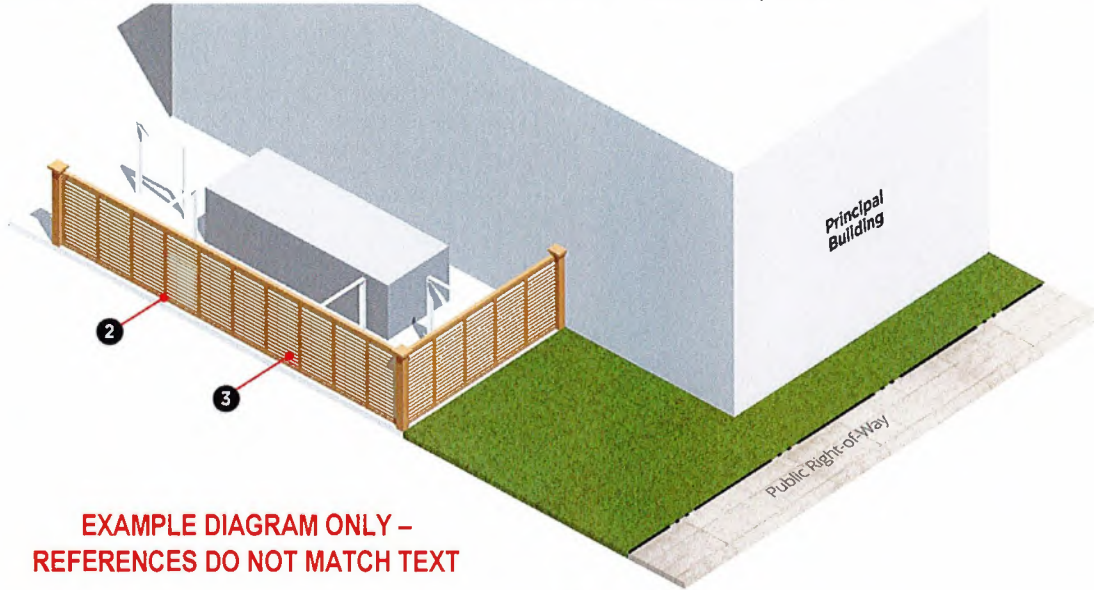 Principal
Building
2
3
Public Right-of-Way
EXAMPLE DIAGRAM ONLY –
REFERENCES DO NOT MATCH TEXT